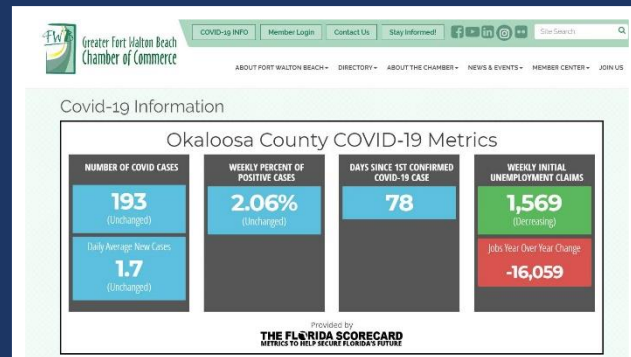 FWB
Greater Fort Walton Beach
Chamber of Commerce
COVID-19 INFO
Member Login
Contact Us
Stay Informed!
Site Search
ABOUT FORT WALTON BEACH
DIRECTORY
ABOUT THE CHAMBER
NEWS & EVENTS
MEMBER CENTER
JOIN US
Covid-19 Information
Okaloosa County COVID-19 Metrics
NUMBER OF COVID CASES
193
(Unchanged)
Daily Average New Cases
1.7
(Unchanged)
WEEKLY PERCENT OF
POSITIVE CASES
2.06%
(Unchanged)
DAYS SINCE 1ST CONFIRMED
COVID-19 CASE
78
WEEKLY INITIAL
UNEMPLOYMENT CLAIMS
1,569
(Decreasing)
Jobs Year Over Year Change
-16,059
Provided by
THE FLORIDA SCORECARD
METRICS TO HELP SECURE FLORIDA'S FUTURE